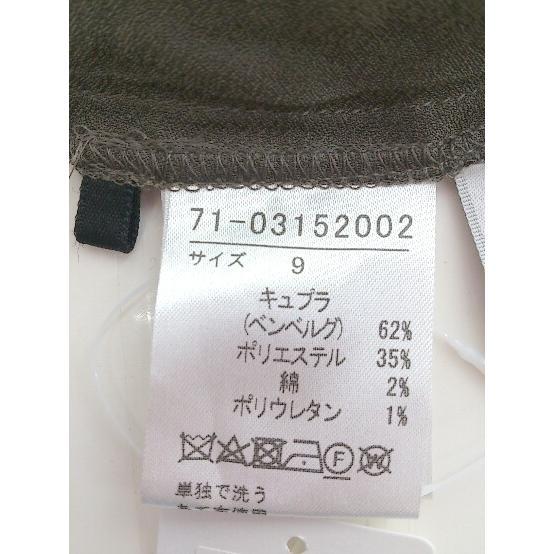 71-03152002
サイズ 9
キュプラ
(ベンベルグ) 62%
ポリエステル 35%
綿 2%
ポリウレタン 1%
F W
単独で洗う